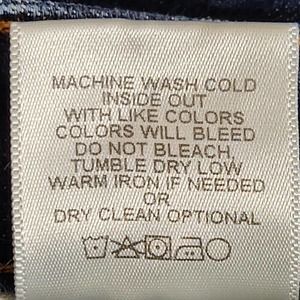 MACHINE WASH COLD
INSIDE OUT
WITH LIKE COLORS
COLORS WILL BLEED
DO NOT BLEACH
TUMBLE DRY LOW
WARM IRON IF NEEDED
OR
DRY CLEAN OPTIONAL